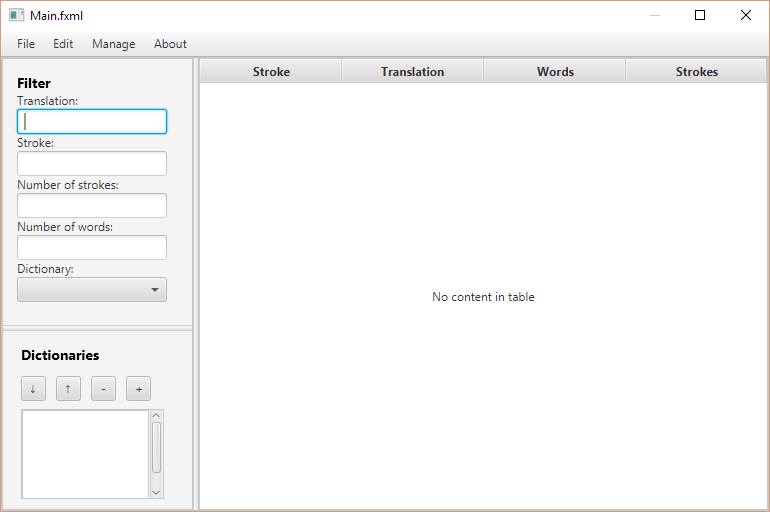 Main.fxml
File Edit Manage About
Filter
Translation:
Stroke:
Number of strokes:
Number of words:
Dictionary:
Dictionaries
↓ ↑ - +
Stroke Translation Words Strokes
No content in table